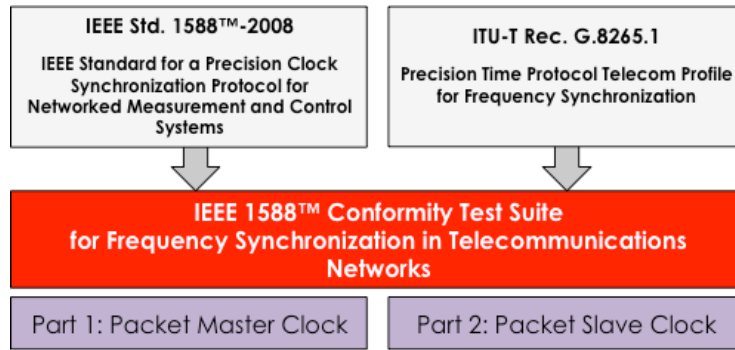 IEEE Std. 1588™-2008
IEEE Standard for a Precision Clock
Synchronization Protocol for
Networked Measurement and Control
Systems
ITU-T Rec. G.8265.1
Precision Time Protocol Telecom Profile
for Frequency Synchronization
IEEE 1588™ Conformity Test Suite
for Frequency Synchronization in Telecommunications
Networks
Part 1: Packet Master Clock
Part 2: Packet Slave Clock